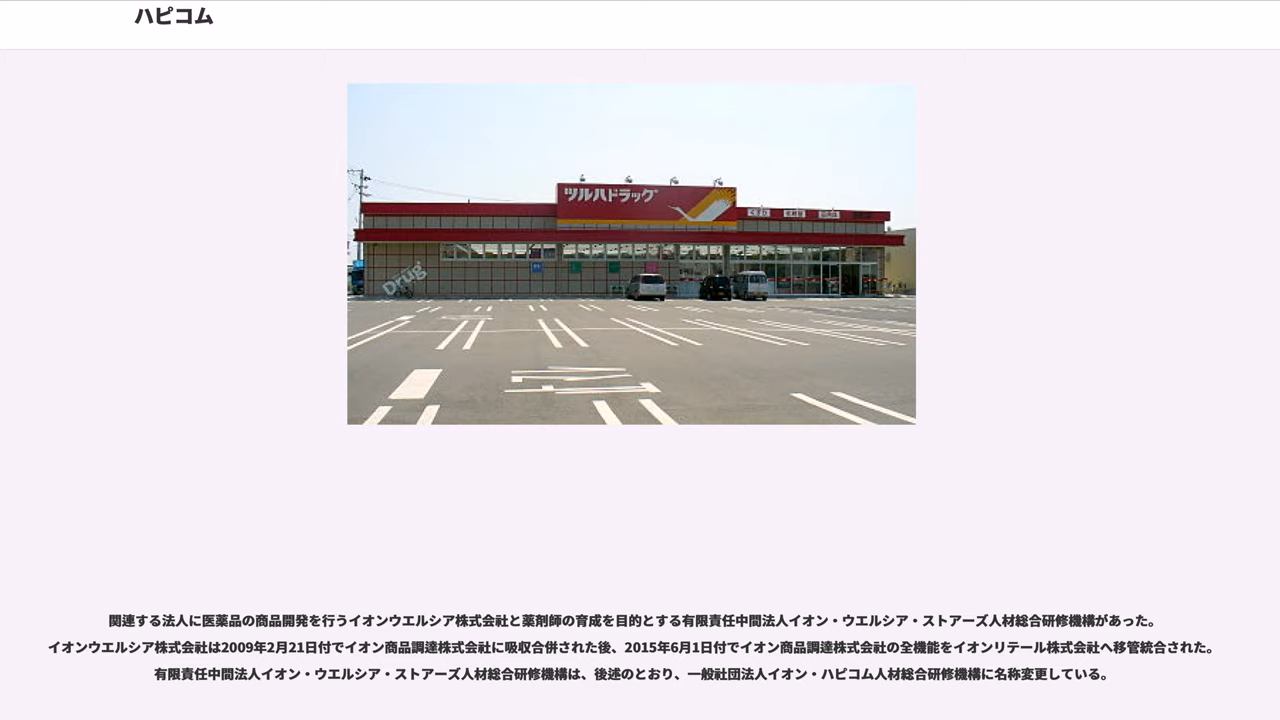 ハピコム
ツルハドラッグ
くすり
Drug
関連する法人に医薬品の商品開発を行うイオンウエルシア株式会社と薬剤師の育成を目的とする有限責任中間法人イオン・ウエルシア・ストアーズ人材総合研修機構があった。
イオンウエルシア株式会社は2009年2月21日付でイオン商品調達株式会社に吸収合併された後、2015年6月1日付でイオン商品調達株式会社の全機能をイオンリテール株式会社へ移管統合された。
有限責任中間法人イオン・ウエルシア・ストアーズ人材総合研修機構は、後述のとおり、一般社団法人イオン・ハピコム人材総合研修機構に名称変更している。